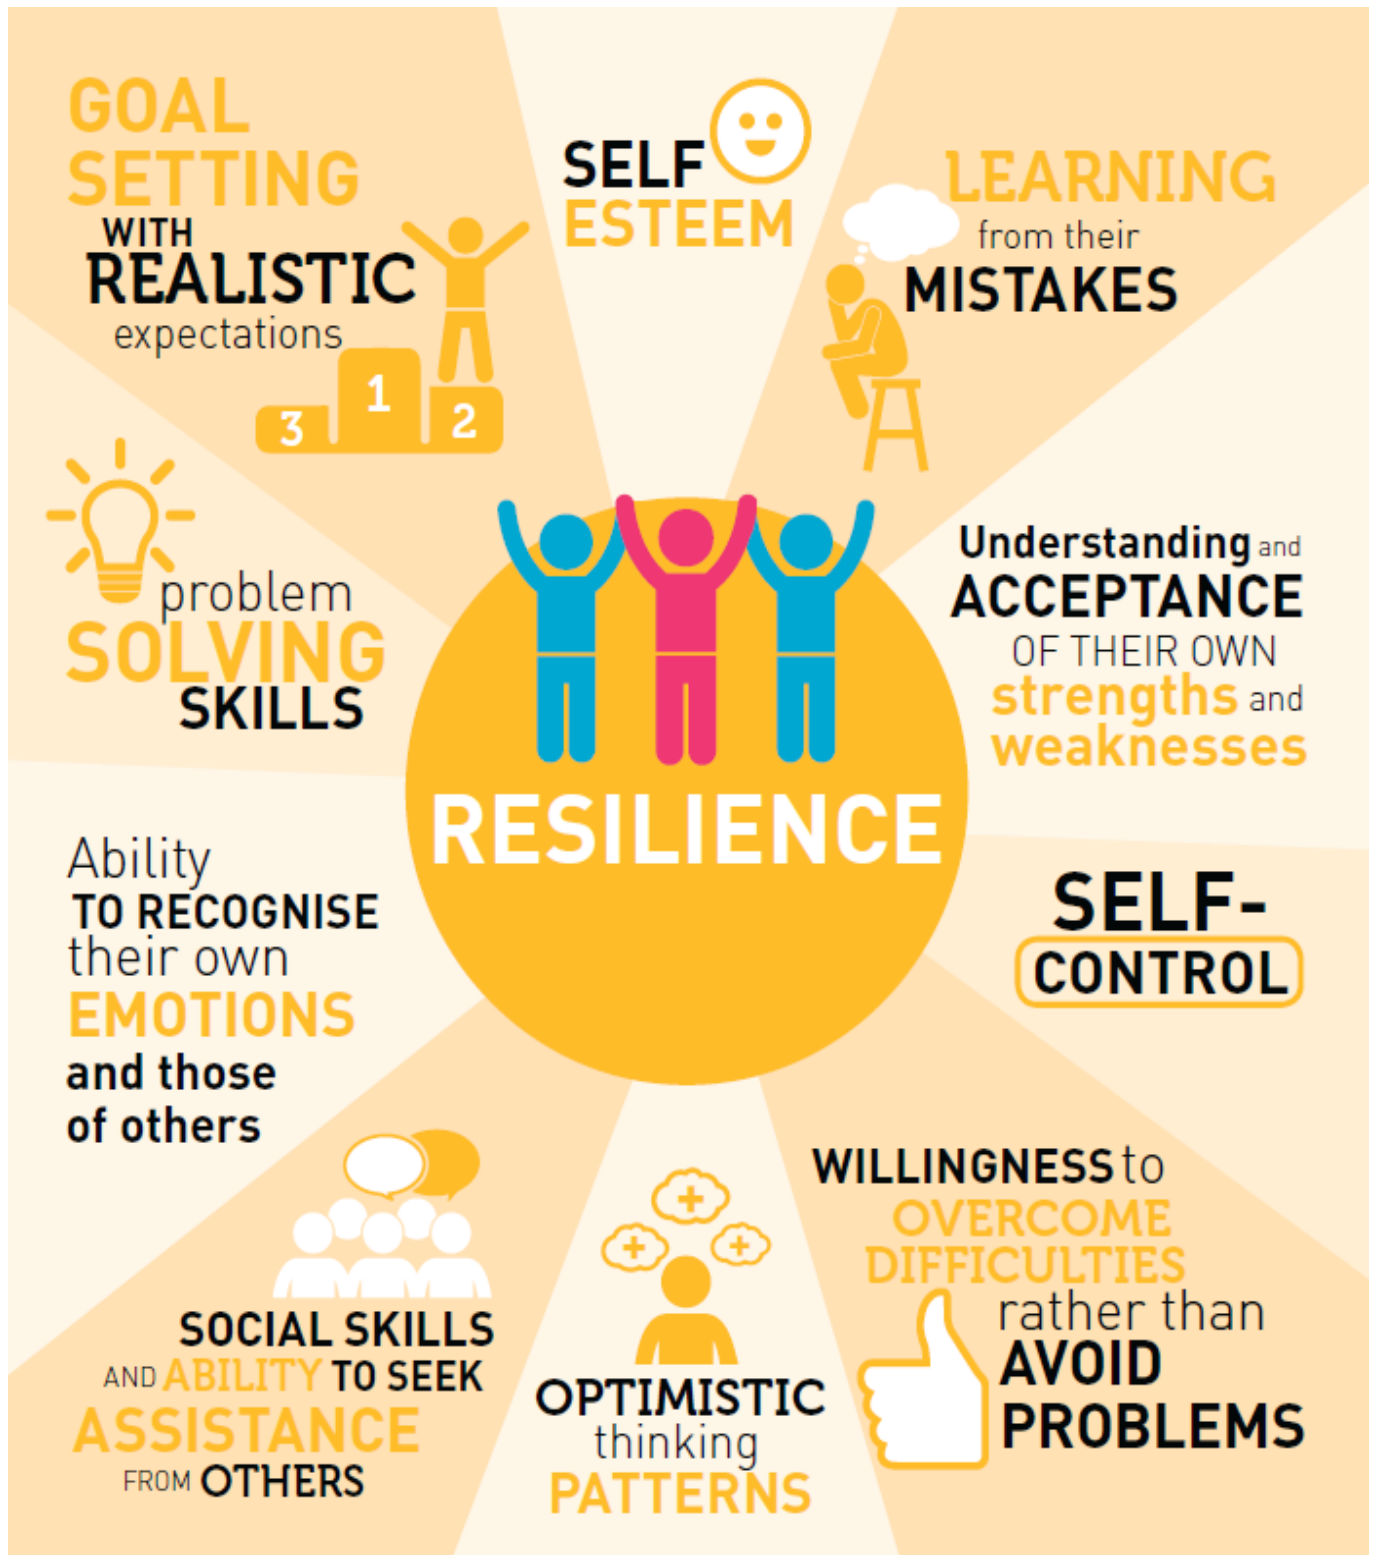 GOAL
SETTING
WITH
REALISTIC
expectations
1
2
3
SELF
ESTEEM
LEARNING
from their
MISTAKES
Understanding and
ACCEPTANCE
OF THEIR OWN
strengths and
weaknesses
SELF-
CONTROL
WILLINGNESS to
OVERCOME
DIFFICULTIES
rather than
AVOID
PROBLEMS
OPTIMISTIC
thinking
PATTERNS
SOCIAL SKILLS
AND ABILITY TO SEEK
ASSISTANCE
FROM OTHERS
Ability
TO RECOGNISE
their own
EMOTIONS
and those
of others
problem
SOLVING
SKILLS
RESILIENCE